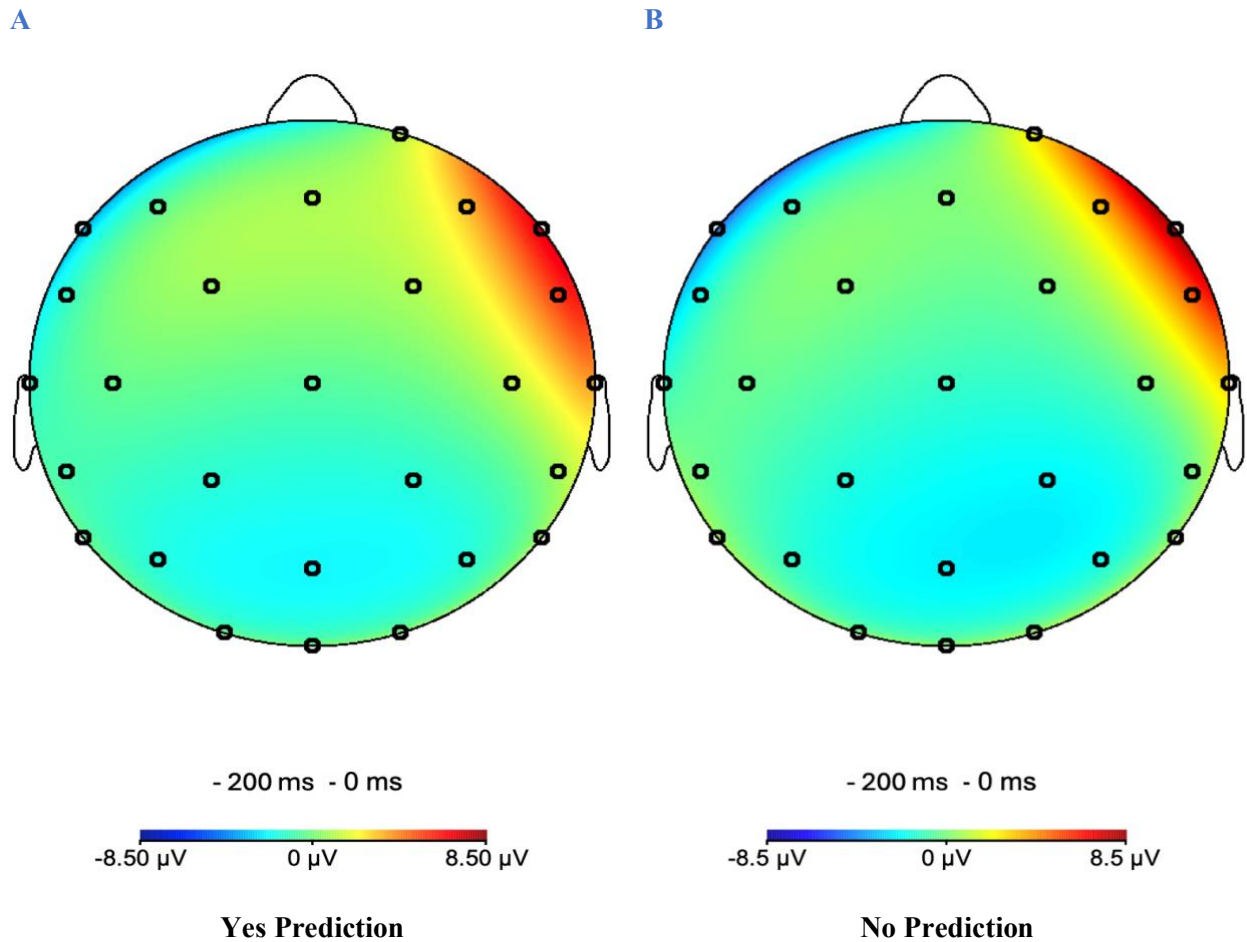 A
B
- 200 ms - 0 ms
- 200 ms - 0 ms
-8.50 µV 0 µV 8.50 µV
-8.5 µV 0 µV 8.5 µV
Yes Prediction
No Prediction